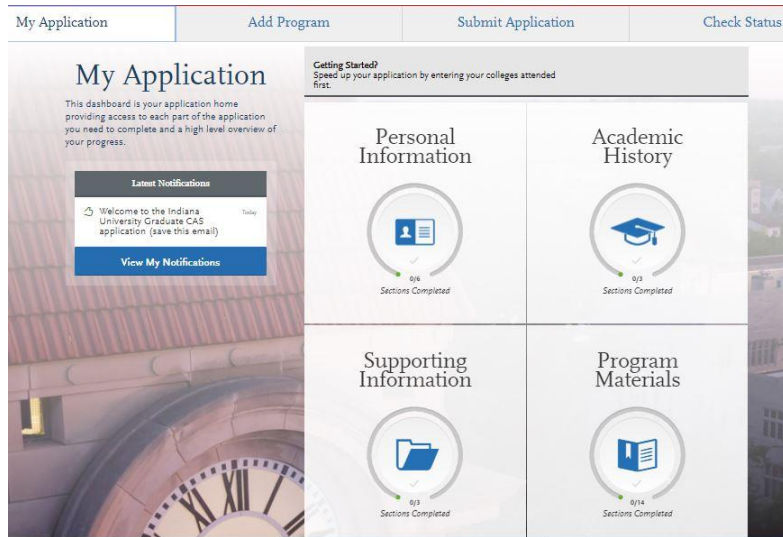 My Application
Add Program
Submit Application
Check Status
My Application
This dashboard is your application home
providing access to each part of the application
you need to complete and a high level overview of
your progress.
Latest Notifications
Welcome to the Indiana
University Graduate CAS
application (save this email)
Today
View My Notifications
Getting Started?
Speed up your application by entering your colleges attended
first.
Personal
Information
0/6
Sections Completed
Academic
History
0/3
Sections Completed
Supporting
Information
0/3
Sections Completed
Program
Materials
0/14
Sections Completed